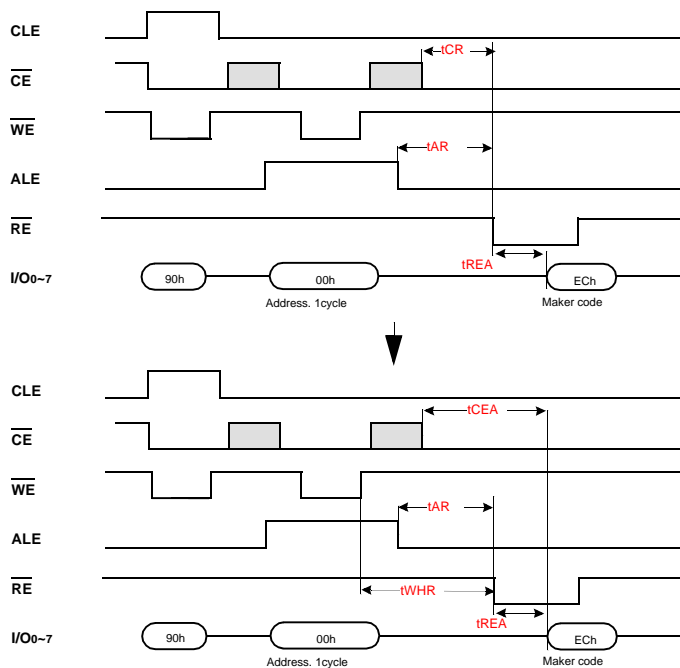 CLE
tCR
CE
WE
tAR
ALE
RE
tREA
I/O0~7 90h 00h ECh
Address. 1cycle Maker code
CLE
tCEA
CE
WE
tAR
ALE
RE
tWHR
tREA
I/O0~7 90h 00h ECh
Address. 1cycle Maker code